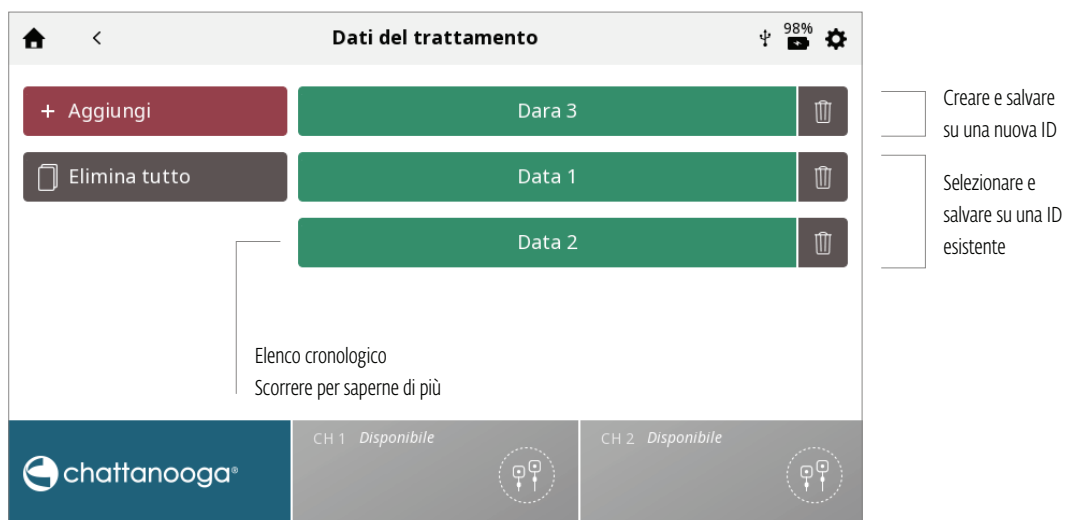 Dati del trattamento
98%
+ Aggiungi
Dara 3
Creare e salvare
su una nuova ID
Elimina tutto
Data 1
Selezionare e
salvare su una ID
esistente
Data 2
Elenco cronologico
Scorrere per saperne di più
chattanooga®
CH 1 Disponibile
CH 2 Disponibile